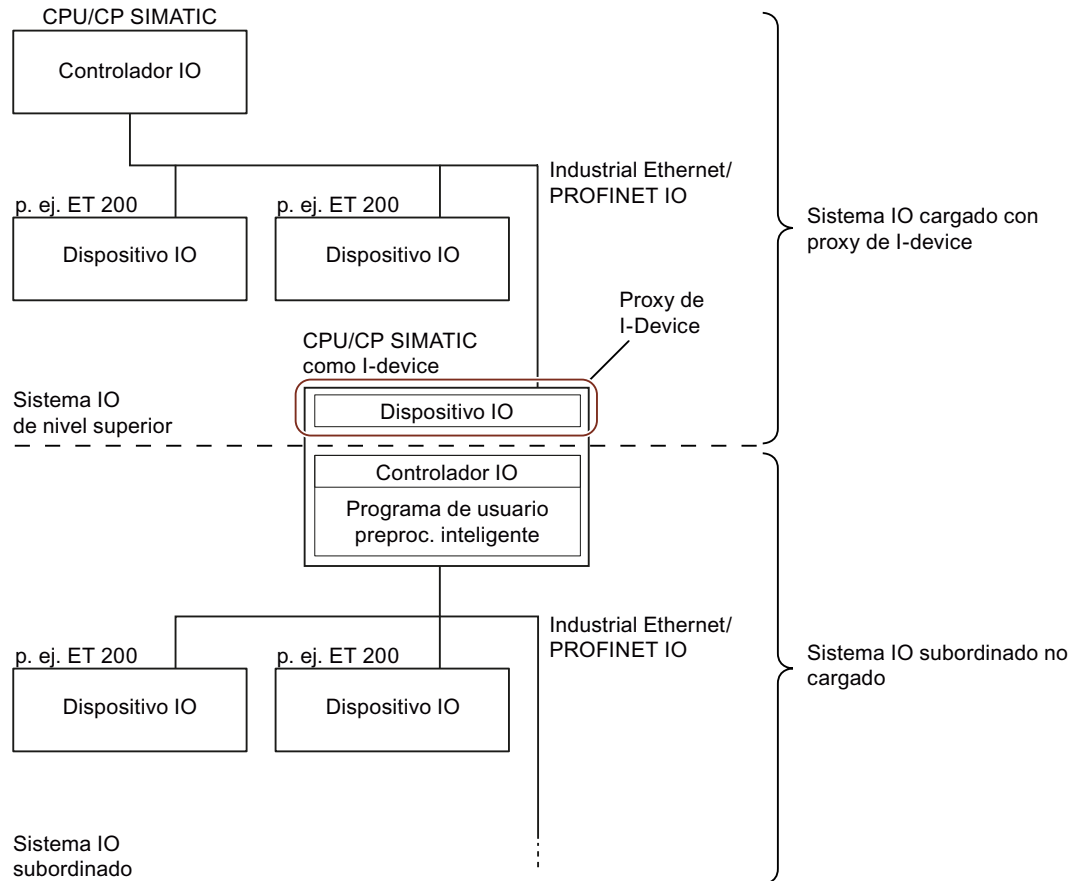 CPU/CP SIMATIC
Controlador IO
Industrial Ethernet/
PROFINET IO
p. ej. ET 200
Dispositivo IO
p. ej. ET 200
Dispositivo IO
Sistema IO cargado con
proxy de I-device
Proxy de
I-Device
CPU/CP SIMATIC
como I-device
Dispositivo IO
Sistema IO
de nivel superior
Controlador IO
Programa de usuario
preproc. inteligente
Industrial Ethernet/
PROFINET IO
p. ej. ET 200
Dispositivo IO
p. ej. ET 200
Dispositivo IO
Sistema IO subordinado no
cargado
Sistema IO
subordinado